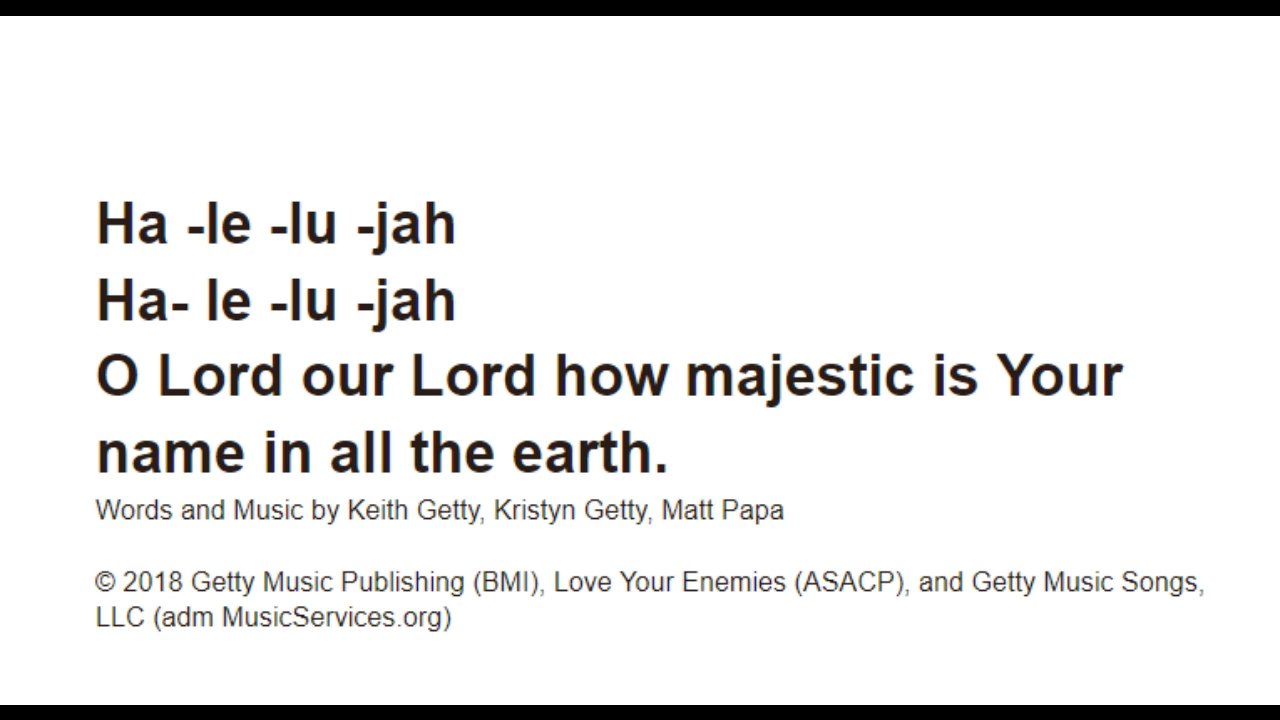 Ha -le -lu -jah
Ha- le -lu -jah
O Lord our Lord how majestic is Your
name in all the earth.
Words and Music by Keith Getty, Kristyn Getty, Matt Papa
© 2018 Getty Music Publishing (BMI), Love Your Enemies (ASACP), and Getty Music Songs,
LLC (adm MusicServices.org)